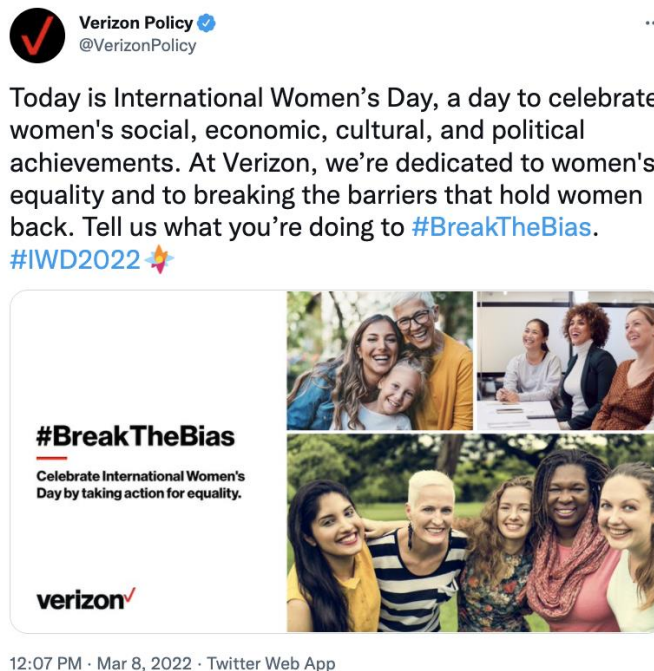 Verizon Policy
@VerizonPolicy
Today is International Women’s Day, a day to celebrate
women's social, economic, cultural, and political
achievements. At Verizon, we’re dedicated to women's
equality and to breaking the barriers that hold women
back. Tell us what you’re doing to #BreakTheBias.
#IWD2022
#BreakTheBias
Celebrate International Women's
Day by taking action for equality.
verizon
12:07 PM · Mar 8, 2022 · Twitter Web App